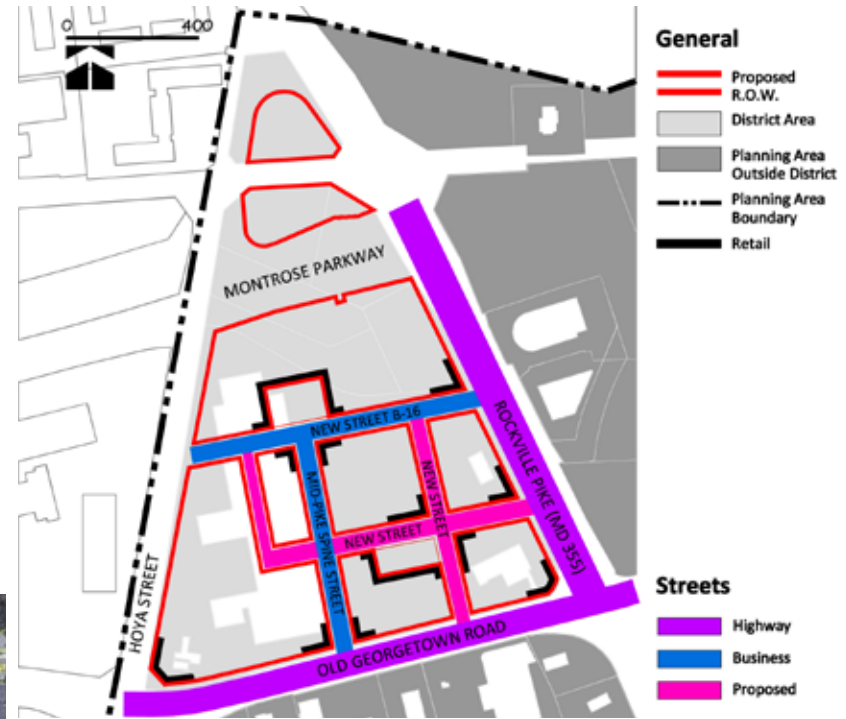 0 400
MONTROSE PARKWAY
NEW STREET B-16
MID-PIKE SPINE STREET
NEW STREET
NEW STREET
ROCKVILLE PIKE (MD 355)
HOYA STREET
OLD GEORGETOWN ROAD
General
Proposed
R.O.W.
District Area
Planning Area
Outside District
Planning Area
Boundary
Retail
Streets
Highway
Business
Proposed